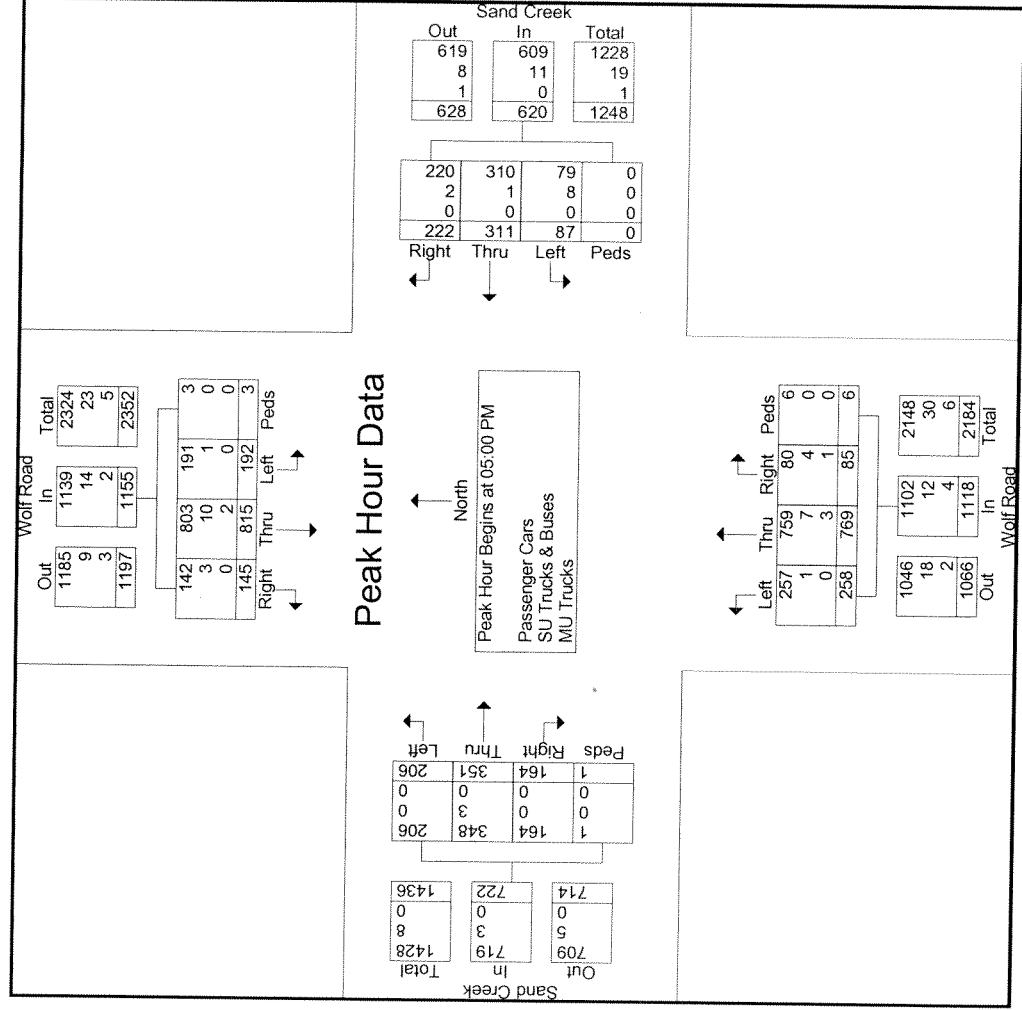 Sand Creek
Out In Total
619 609 1228
8 11 19
1 0 1
628 620 1248
220 310 79 0
2 1 8 0
0 0 0 0
222 311 87 0
Right Thru Left Peds
Wolf Road
Out In Total
1185 1139 2324
9 14 23
3 2 5
1197 1155 2352
142 803 191 3
3 10 1 0
0 2 0 0
145 815 192 3
Right Thru Left Peds
Peak Hour Data
North
Peak Hour Begins at 05:00 PM
Passenger Cars
SU Trucks & Buses
MU Trucks
Left Thru Right Peds
257 759 80 6
1 7 4 0
0 3 1 0
258 769 85 6
1046 1102 2148
18 12 30
2 4 6
1066 1118 2184
Out In Total
Wolf Road
Peds Right Thru Left
1 164 351 206
0 0 0 0
0 0 3 0
1 164 348 206
714 722 1436
0 0 0
5 3 8
709 719 1428
Out In Total
Sand Creek